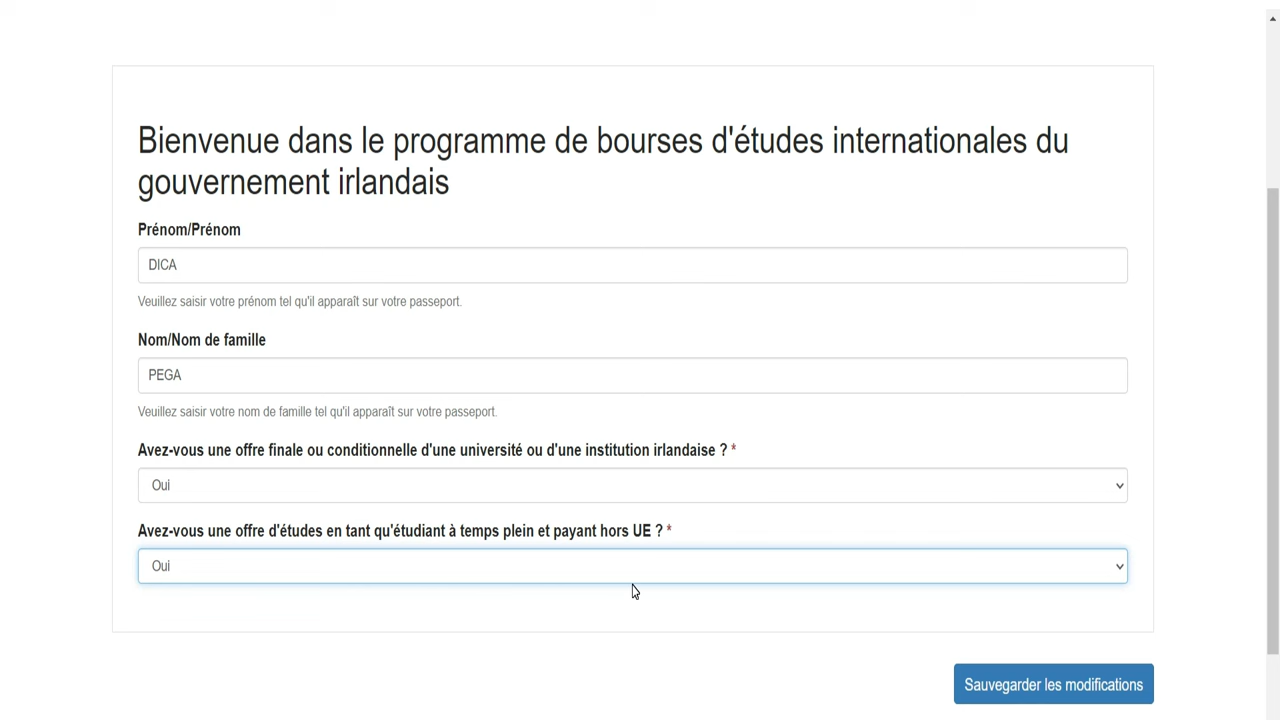 Bienvenue dans le programme de bourses d'études internationales du
gouvernement irlandais
Prénom/Prénom
DICA
Veuillez saisir votre prénom tel qu'il apparaît sur votre passeport.
Nom/Nom de famille
PEGA
Veuillez saisir votre nom de famille tel qu'il apparaît sur votre passeport.
Avez-vous une offre finale ou conditionnelle d'une université ou d'une institution irlandaise ? *
Oui
Avez-vous une offre d'études en tant qu'étudiant à temps plein et payant hors UE ? *
Oui
Sauvegarder les modifications